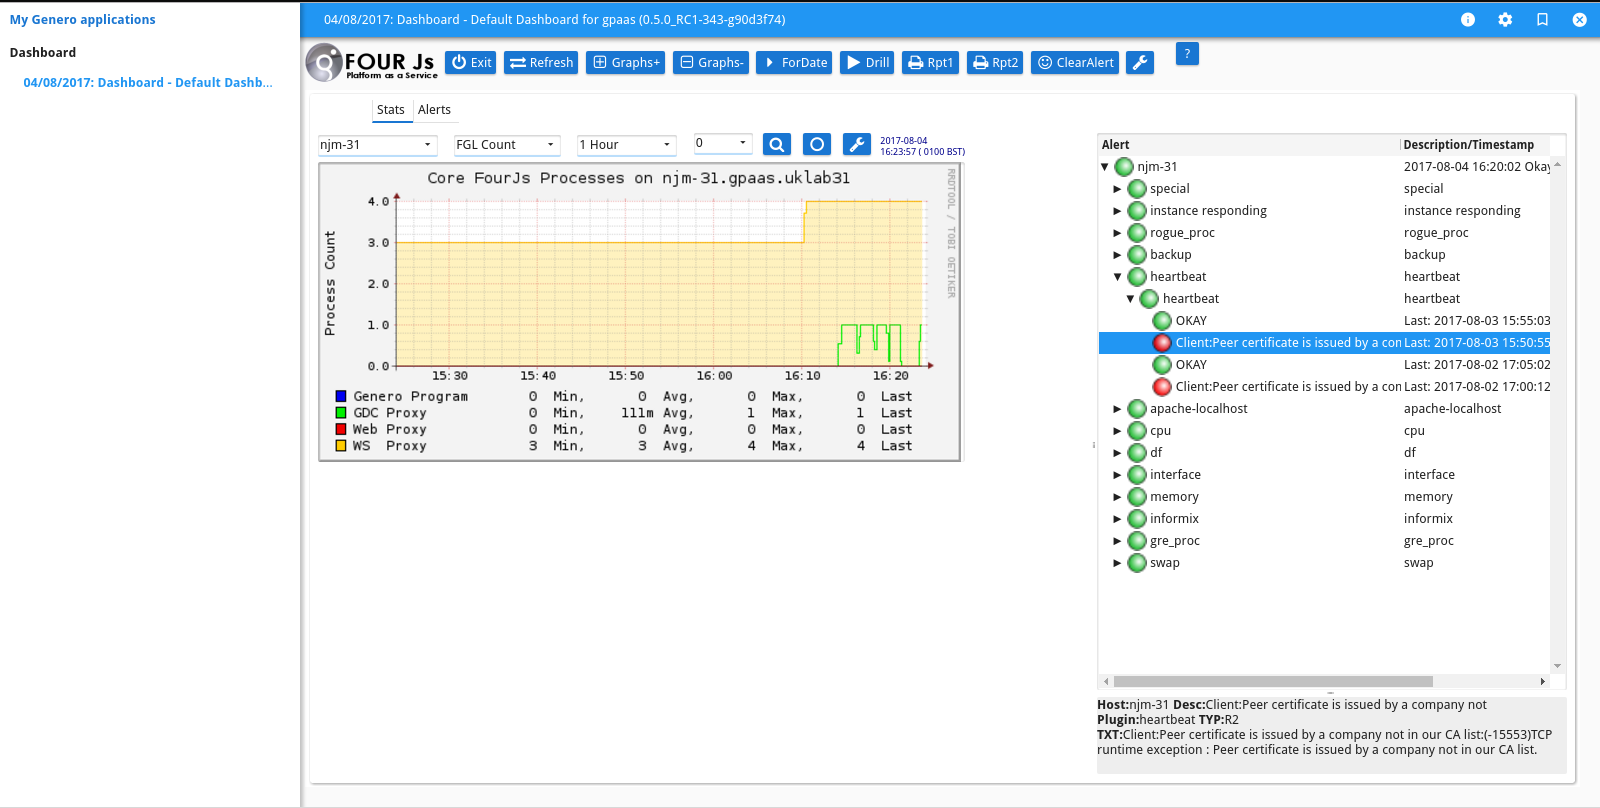 My Genero applications
Dashboard
04/08/2017: Dashboard - Default Dashb...
04/08/2017: Dashboard - Default Dashboard for gpaas (0.5.0_RC1-343-g90d3f74)
FOUR Js
Platform as a Service
Exit
Refresh
Graphs+
Graphs-
ForDate
Drill
Rpt1
Rpt2
ClearAlert
?
Stats
Alerts
njm-31
FGL Count
1 Hour
0
2017-08-04
16:23:57 ( 0100 BST)
Core FourJs Processes on njm-31.gpaas.uklab31
RRDTOOL / TOBI OETIKER
Process Count
4.0
3.0
2.0
1.0
0.0
15:30 15:40 15:50 16:00 16:10 16:20
Genero Program 0 Min, 0 Avg, 0 Max, 0 Last
GDC Proxy 0 Min, 111m Avg, 1 Max, 1 Last
Web Proxy 0 Min, 0 Avg, 0 Max, 0 Last
WS Proxy 3 Min, 3 Avg, 4 Max, 4 Last
Alert Description/Timestamp
njm-31 2017-08-04 16:20:02 Okay
special special
instance responding instance responding
rogue_proc rogue_proc
backup backup
heartbeat heartbeat
heartbeat heartbeat
OKAY Last: 2017-08-03 15:55:03
Client:Peer certificate is issued by a con Last: 2017-08-03 15:50:55
OKAY Last: 2017-08-02 17:05:02
Client:Peer certificate is issued by a con Last: 2017-08-02 17:00:12
apache-localhost apache-localhost
cpu cpu
df df
interface interface
memory memory
informix informix
gre_proc gre_proc
swap swap
Host:njm-31 Desc:Client:Peer certificate is issued by a company not
Plugin:heartbeat TYP:R2
TXT:Client:Peer certificate is issued by a company not in our CA list:(-15553)TCP
runtime exception : Peer certificate is issued by a company not in our CA list.